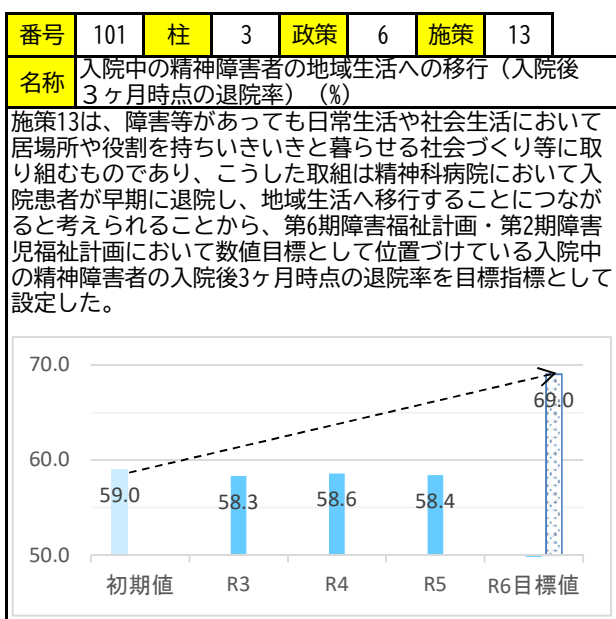 番号 101 柱 3 政策 6 施策 13
名称 入院中の精神障害者の地域生活への移行（入院後
３ヶ月時点の退院率）（%）
施策13は、障害等があっても日常生活や社会生活において
居場所や役割を持ちいきいきと暮らせる社会づくり等に取
り組むものであり、こうした取組は精神科病院において入
院患者が早期に退院し、地域生活へ移行することにつなが
ると考えられることから、第6期障害福祉計画・第2期障害
児福祉計画において数値目標として位置づけている入院中
の精神障害者の入院後3ヶ月時点の退院率を目標指標として
設定した。
70.0
69.0
60.0
59.0 58.3 58.6 58.4
50.0
初期値 R3 R4 R5 R6目標値